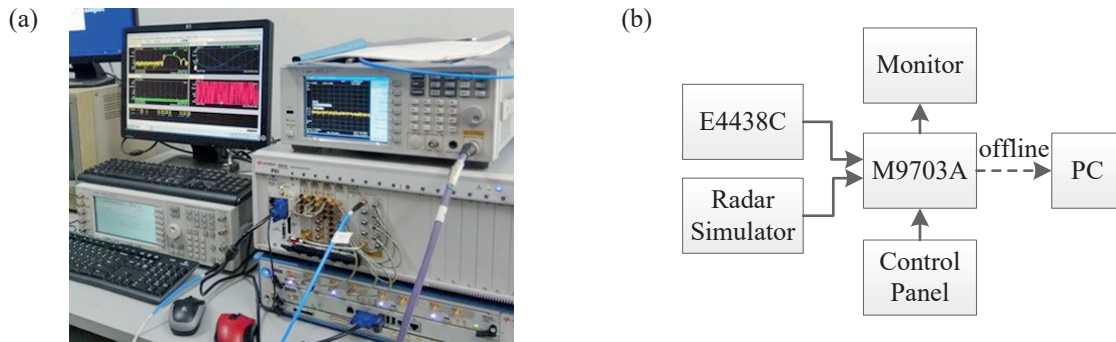 (a)
(b)
Monitor
E4438C
M9703A
offline
PC
Radar
Simulator
Control
Panel